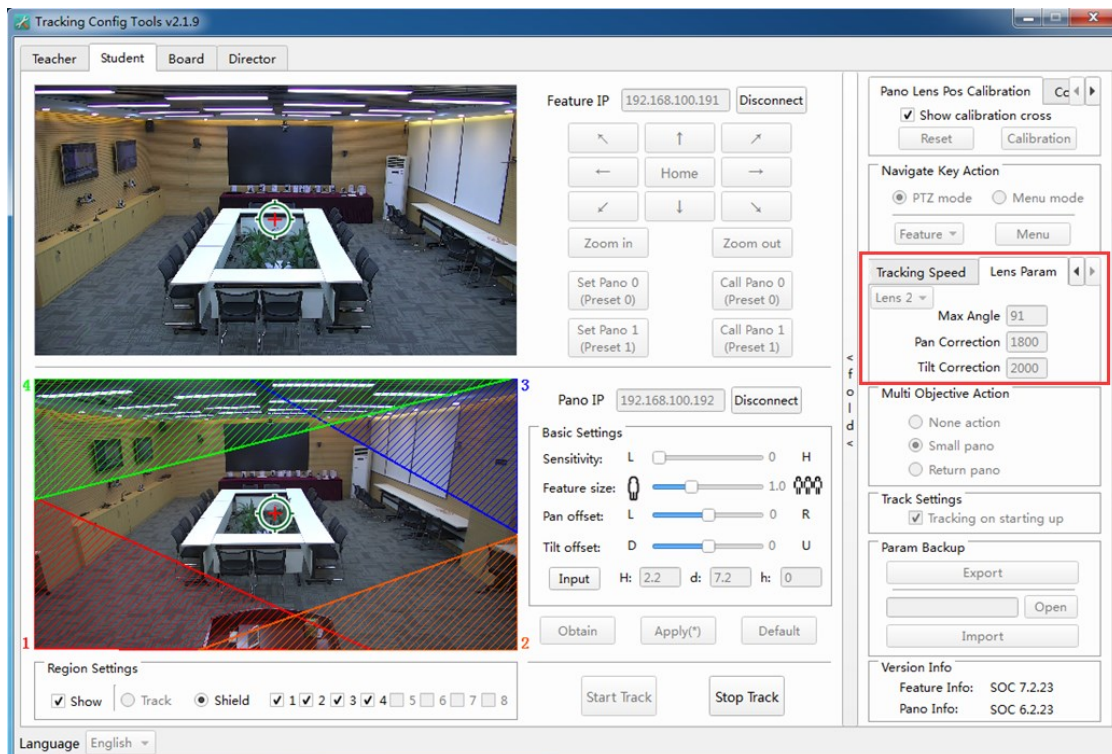 Tracking Config Tools v2.1.9
Teacher Student Board Director
Feature IP 192.168.100.191 Disconnect
↖ ↑ ↗
← Home →
↙ ↓ ↘
Zoom in Zoom out
Set Pano 0 Call Pano 0
(Preset 0) (Preset 0)
Set Pano 1 Call Pano 1
(Preset 1) (Preset 1)
4 3
1 2
Pano IP 192.168.100.192 Disconnect
Basic Settings
Sensitivity: L 0 H
Feature size: 1.0
Pan offset: L 0 R
Tilt offset: D 0 U
Input H: 2.2 d: 7.2 h: 0
Obtain Apply(*) Default
Region Settings
Show Track Shield 1 2 3 4 5 6 7 8
Start Track Stop Track
Language English
<
f
o
l
d
<
Pano Lens Pos Calibration Cc
Show calibration cross
Reset Calibration
Navigate Key Action
PTZ mode Menu mode
Feature Menu
Tracking Speed Lens Param
Lens 2
Max Angle 91
Pan Correction 1800
Tilt Correction 2000
Multi Objective Action
None action
Small pano
Return pano
Track Settings
Tracking on starting up
Param Backup
Export
Open
Import
Version Info
Feature Info: SOC 7.2.23
Pano Info: SOC 6.2.23